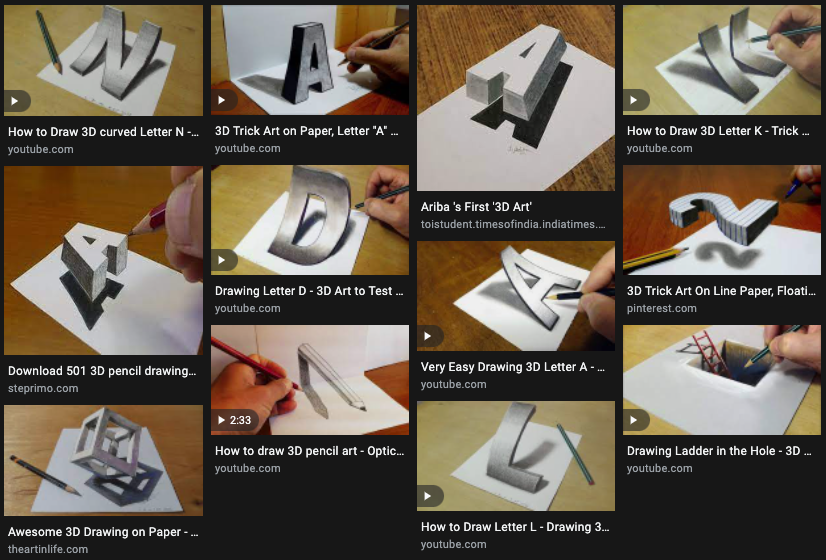 How to Draw 3D curved Letter N -...
youtube.com
3D Trick Art on Paper, Letter "A" ...
youtube.com
Ariba 's First '3D Art'
toistudent.timesofindia.indiatimes....
How to Draw 3D Letter K - Trick ...
youtube.com
Download 501 3D pencil drawing...
steprimo.com
Drawing Letter D - 3D Art to Test ...
youtube.com
Very Easy Drawing 3D Letter A - ...
youtube.com
3D Trick Art On Line Paper, Floati...
pinterest.com
Awesome 3D Drawing on Paper - ...
theartinlife.com
2:33
How to draw 3D pencil art - Optic...
youtube.com
How to Draw Letter L - Drawing 3...
youtube.com
Drawing Ladder in the Hole - 3D ...
youtube.com
N
A
A
K
A
D
A
2
L